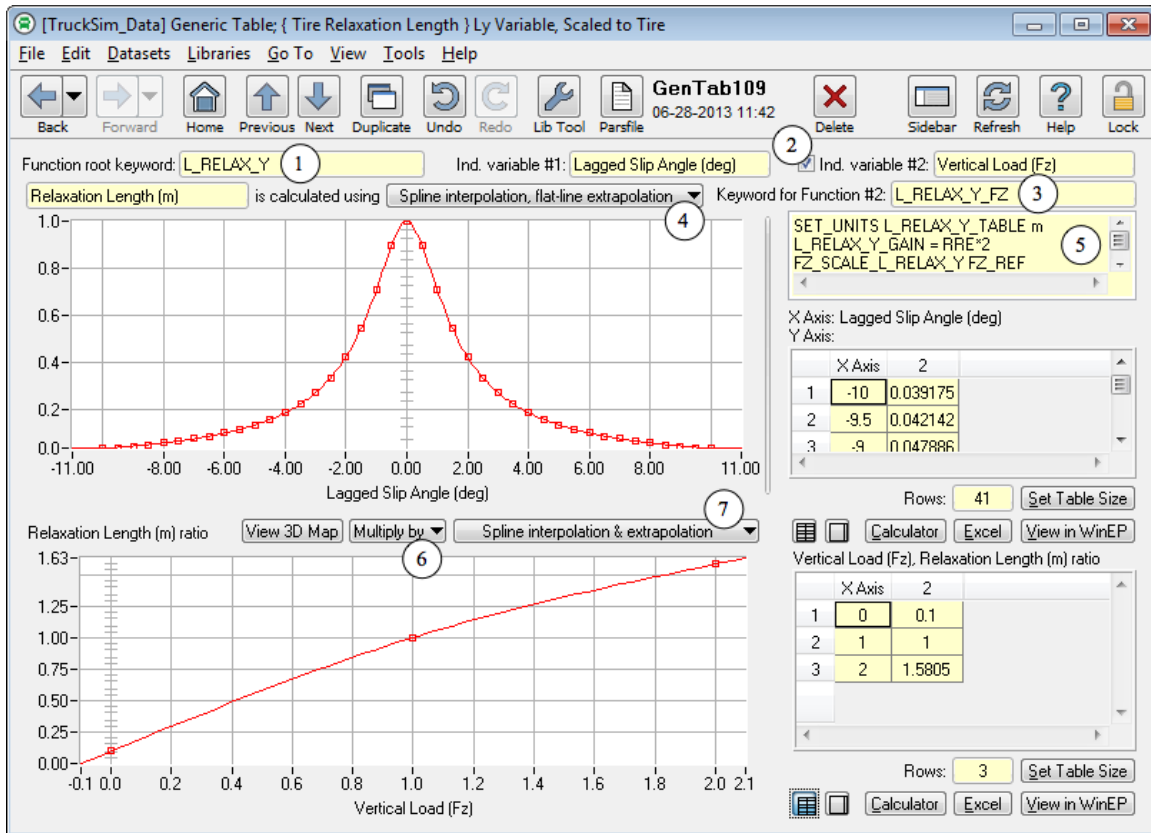 [TruckSim_Data] Generic Table; { Tire Relaxation Length } Ly Variable, Scaled to Tire
File Edit Datasets Libraries Go To View Tools Help
GenTab109
06-28-2013 11:42
Back Forward Home Previous Next Duplicate Undo Redo Lib Tool Parsfile Delete Sidebar Refresh Help Lock
Function root keyword: L_RELAX_Y 1 Ind. variable #1: Lagged Slip Angle (deg) 2 Ind. variable #2: Vertical Load (Fz)
Relaxation Length (m) is calculated using Spline interpolation, flat-line extrapolation 4 Keyword for Function #2: L_RELAX_Y_FZ 3
SET_UNITS L_RELAX_Y_TABLE m
L_RELAX_Y_GAIN = RRE*2
FZ_SCALE_L_RELAX_Y FZ_REF
5
1.0
0.8
0.6
0.4
0.2
0.0
-11.00 -8.00 -6.00 -4.00 -2.00 0.00 2.00 4.00 6.00 8.00 11.00
Lagged Slip Angle (deg)
X Axis: Lagged Slip Angle (deg)
Y Axis:
X Axis 2
1 -10 0.039175
2 -9.5 0.042142
3 -9 0.047886
Rows: 41 Set Table Size
Calculator Excel View in WinEP
Relaxation Length (m) ratio View 3D Map Multiply by 6 Spline interpolation & extrapolation 7
1.63
1.25
1.00
0.75
0.50
0.25
0.00
-0.1 0.0 0.2 0.4 0.6 0.8 1.0 1.2 1.4 1.6 1.8 2.0 2.1
Vertical Load (Fz)
Vertical Load (Fz), Relaxation Length (m) ratio
X Axis 2
1 0 0.1
2 1 1
3 2 1.5805
Rows: 3 Set Table Size
Calculator Excel View in WinEP